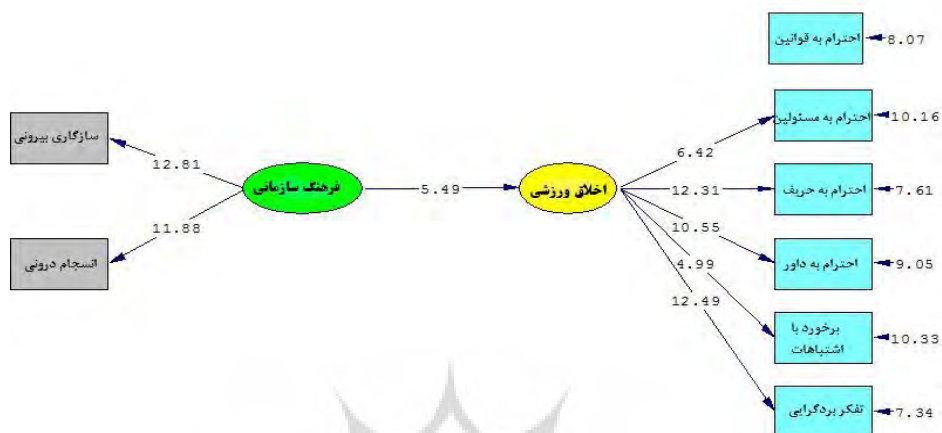 احترام به قوانین
8.07
احترام به مسئولین
10.16
سازگاری بیرونی
12.81
6.42
فرهنگ سازمانی
5.49
اخلاق ورزشی
12.31
احترام به حریف
7.61
11.88
10.55
انسجام درونی
احترام به داور
9.05
4.99
12.49
برخورد با
اشتباهات
10.33
تفکر بردگرایی
7.34